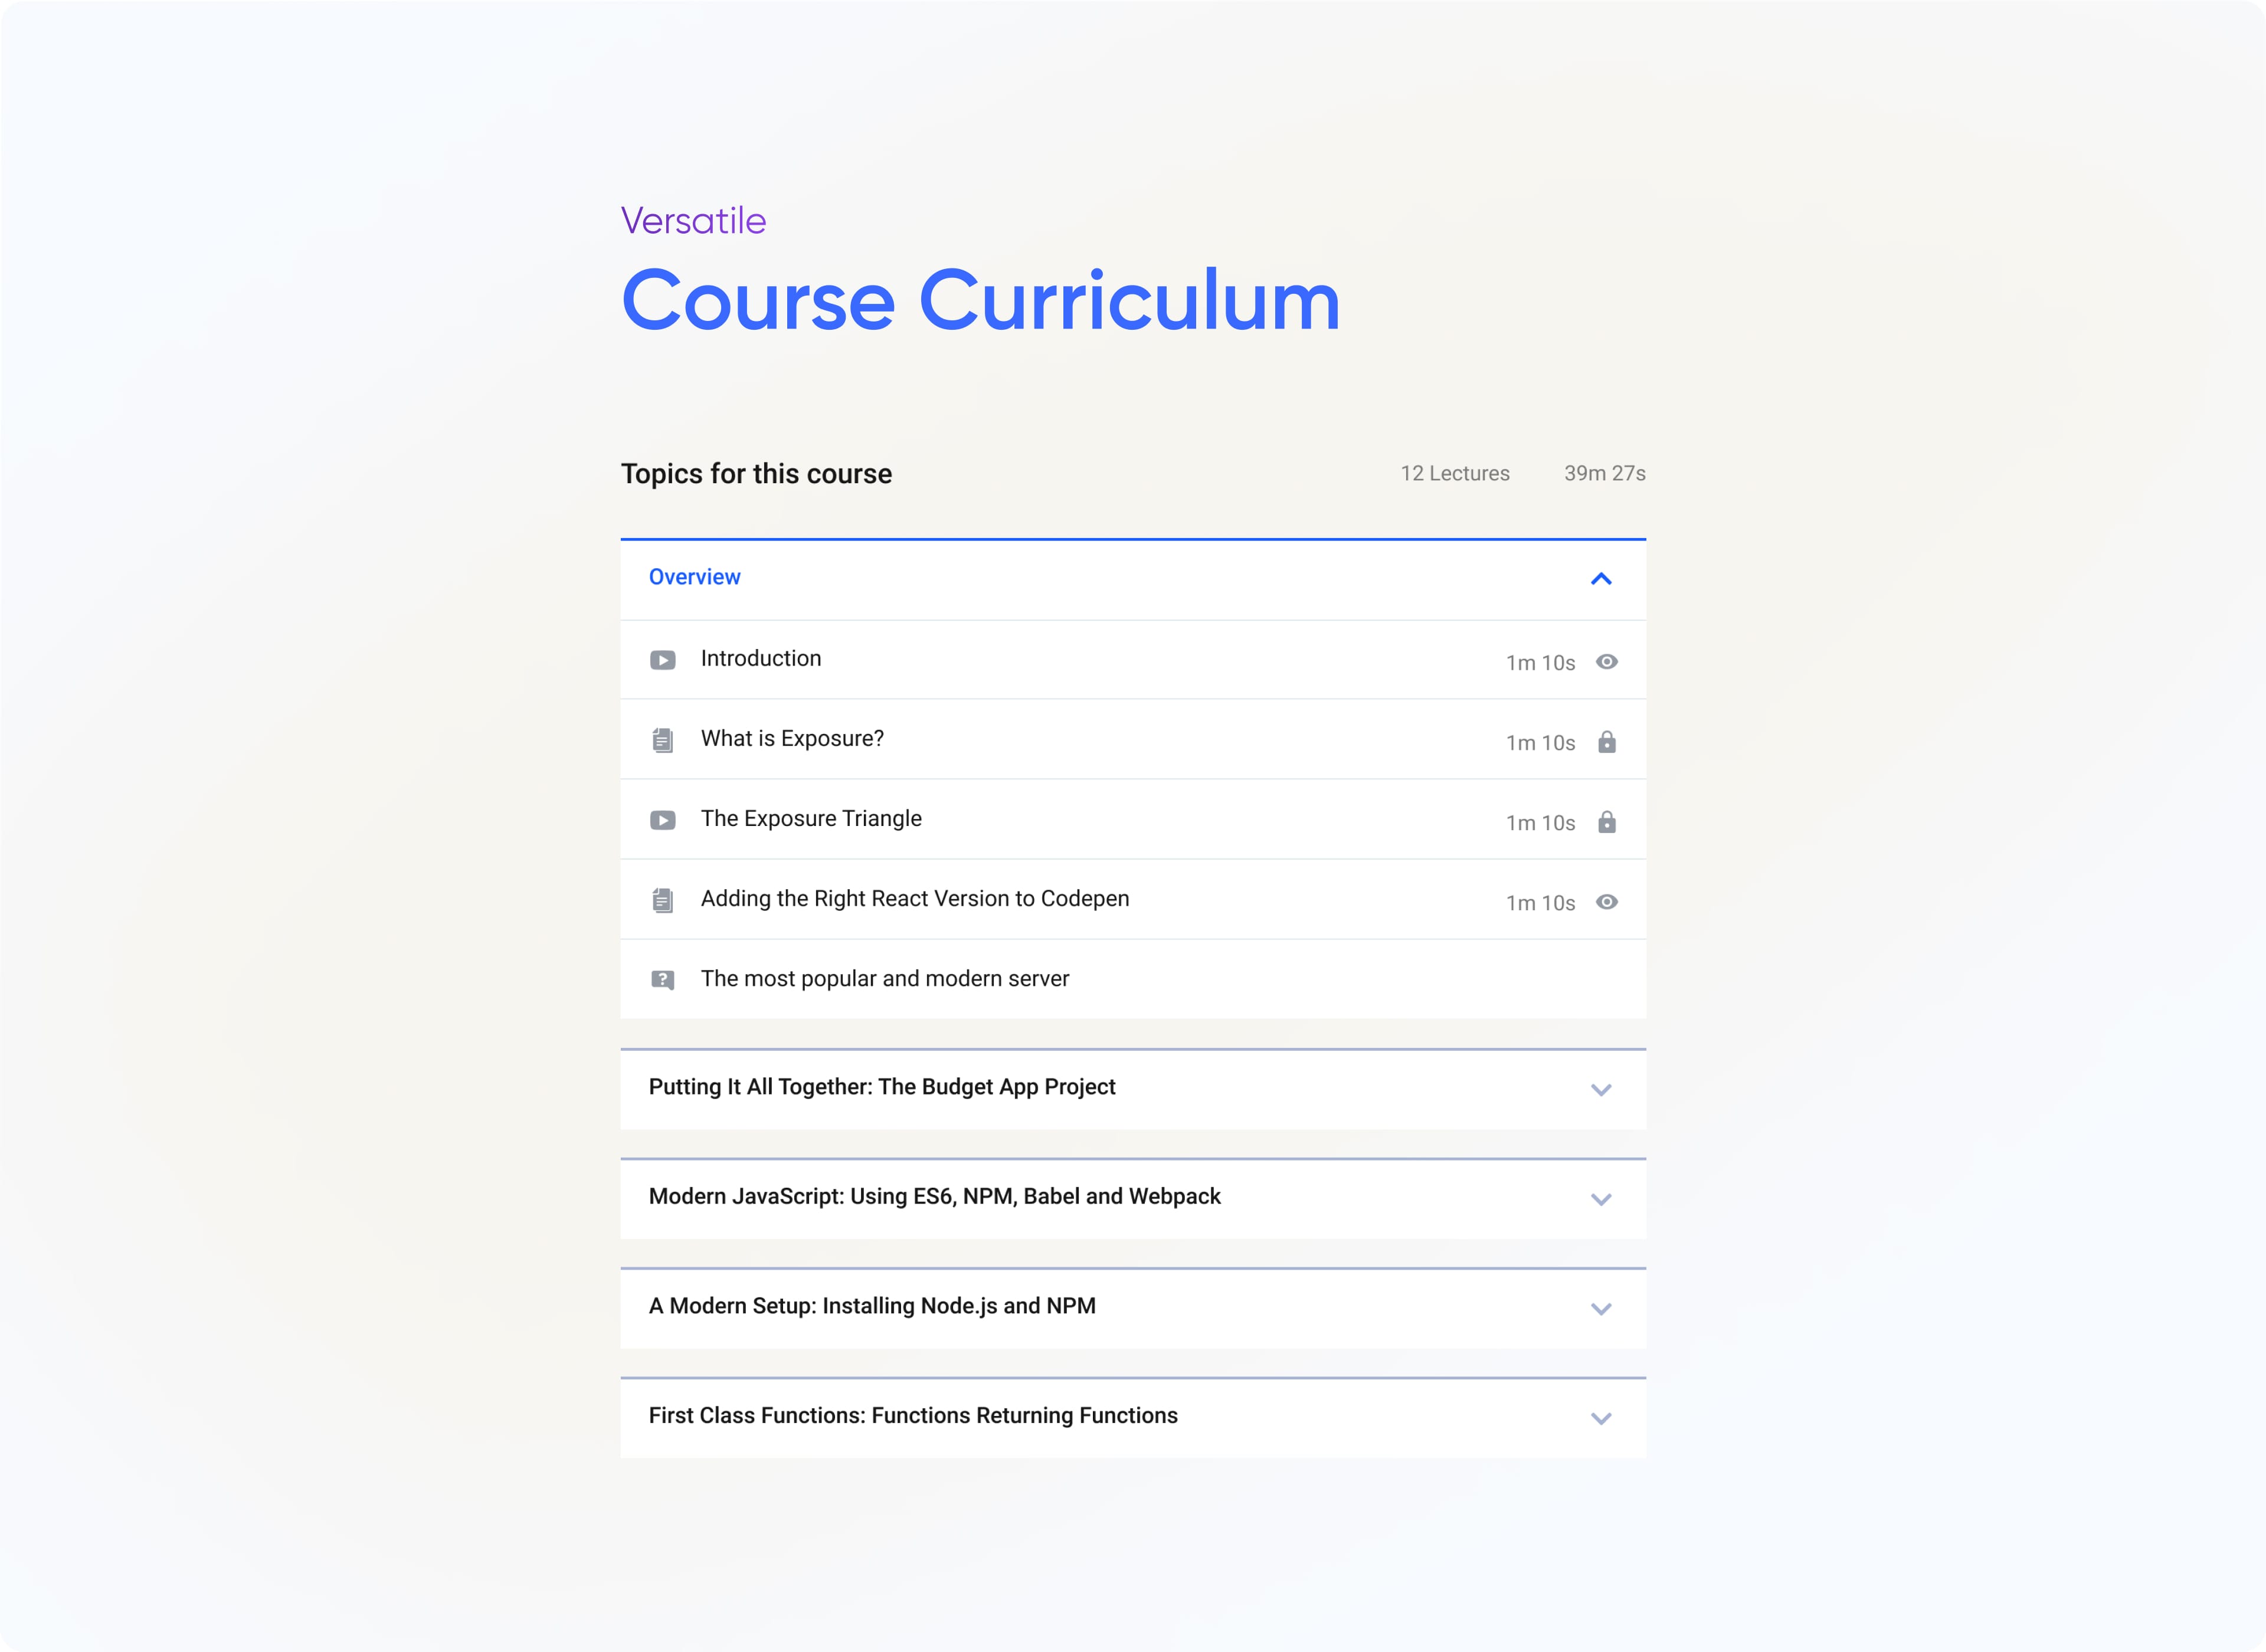 Versatile
Course Curriculum
Topics for this course 12 Lectures 39m 27s
Overview
Introduction 1m 10s
What is Exposure? 1m 10s
The Exposure Triangle 1m 10s
Adding the Right React Version to Codepen 1m 10s
? The most popular and modern server
Putting It All Together: The Budget App Project
Modern JavaScript: Using ES6, NPM, Babel and Webpack
A Modern Setup: Installing Node.js and NPM
First Class Functions: Functions Returning Functions